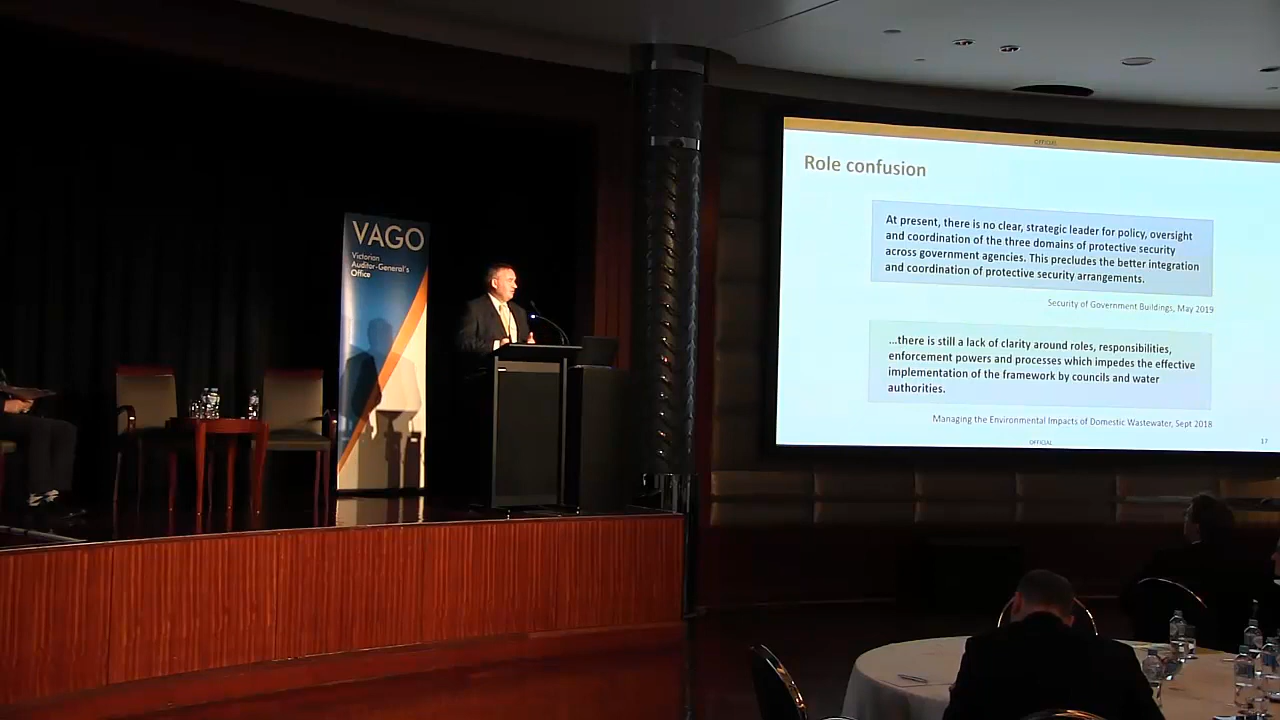 VAGO
Victorian
Auditor-General's
Office
OFFICIAL
Role confusion
At present, there is no clear, strategic leader for policy, oversight
and coordination of the three domains of protective security
across government agencies. This precludes the better integration
and coordination of protective security arrangements.
Security of Government Buildings, May 2019
...there is still a lack of clarity around roles, responsibilities,
enforcement powers and processes which impedes the effective
implementation of the framework by councils and water
authorities.
Managing the Environmental Impacts of Domestic Wastewater, Sept 2018
OFFICIAL
17